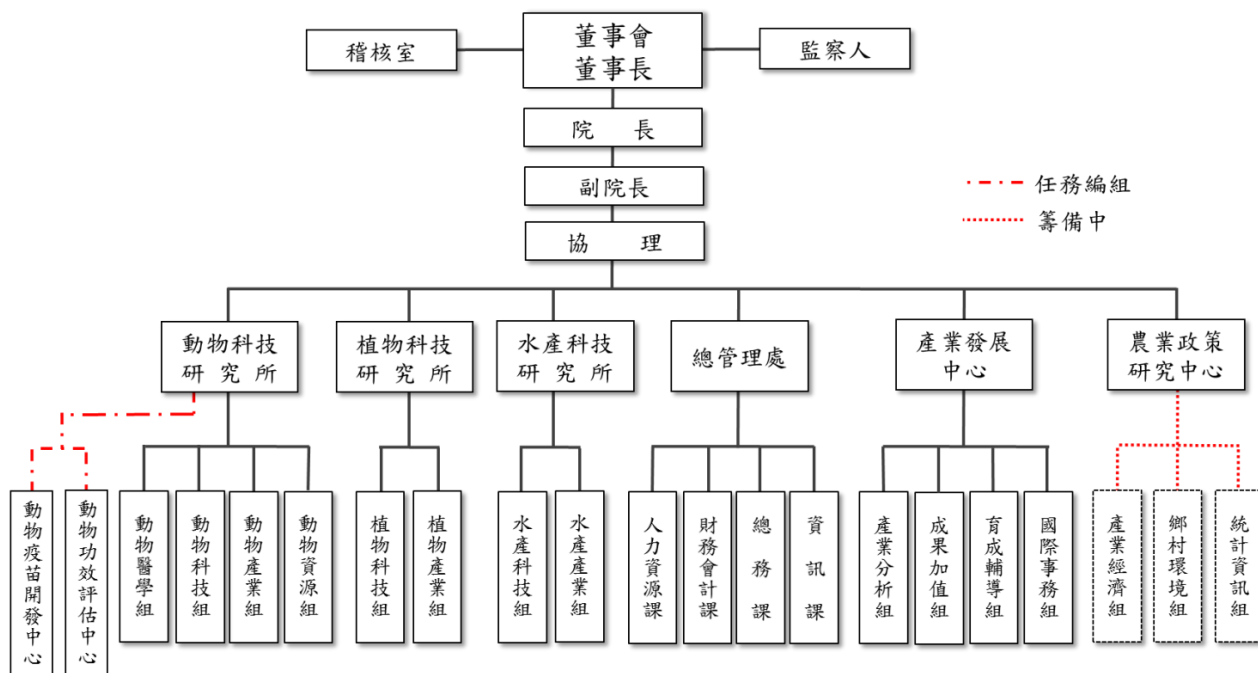 稽核室
董事會
董事長
監察人
院長
副院長
協理
任務編組
籌備中
動物科技
研究所
植物科技
研究所
水產科技
研究所
總管理處
產業發展
中心
農業政策
研究中心
動物疫苗開發中心
動物功效評估中心
動物醫學組
動物科技組
動物產業組
動物資源組
植物科技組
植物產業組
水產科技組
水產產業組
人力資源課
財務會計課
總務課
資訊課
產業分析組
成果加值組
育成輔導組
國際事務組
產業經濟組
鄉村環境組
統計資訊組